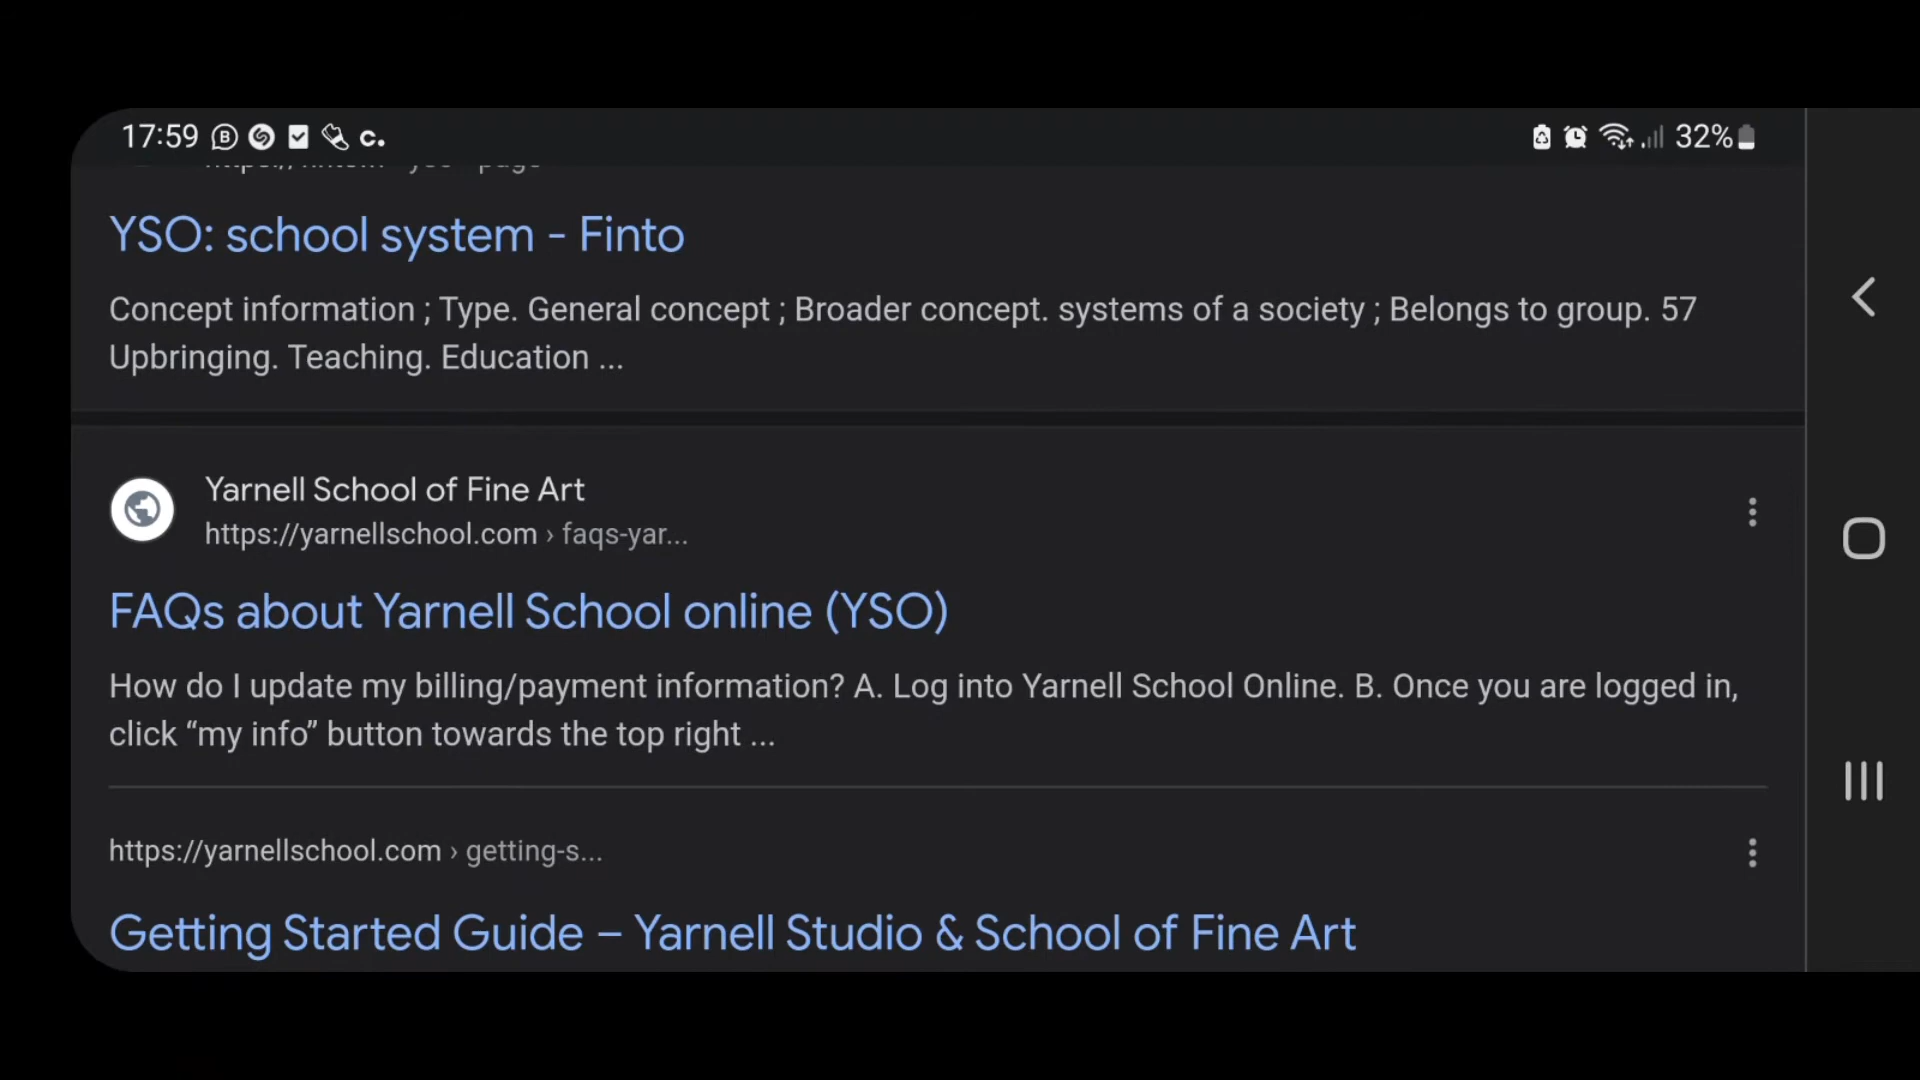 17:59
32%
YSO: school system - Finto
Concept information ; Type. General concept ; Broader concept. systems of a society ; Belongs to group. 57
Upbringing. Teaching. Education ...
Yarnell School of Fine Art
https://yarnellschool.com › faqs-yar...
FAQs about Yarnell School online (YSO)
How do I update my billing/payment information? A. Log into Yarnell School Online. B. Once you are logged in,
click “my info” button towards the top right ...
https://yarnellschool.com › getting-s...
Getting Started Guide – Yarnell Studio & School of Fine Art